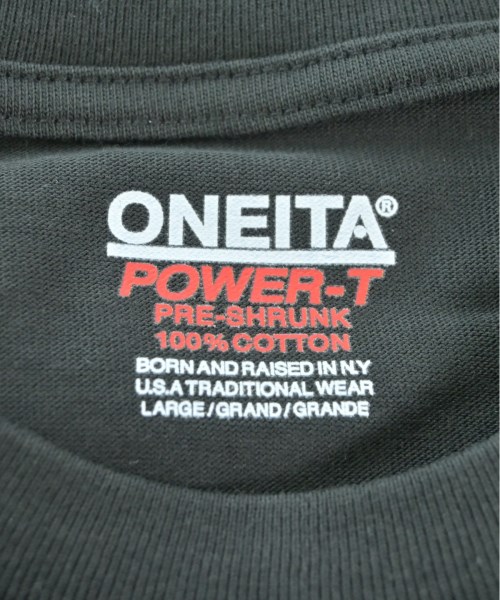 ONEITA®
POWER-T
PRE-SHRUNK
100% COTTON
BORN AND RAISED IN N.Y
U.S.A TRADITIONAL WEAR
LARGE/GRAND/GRANDE